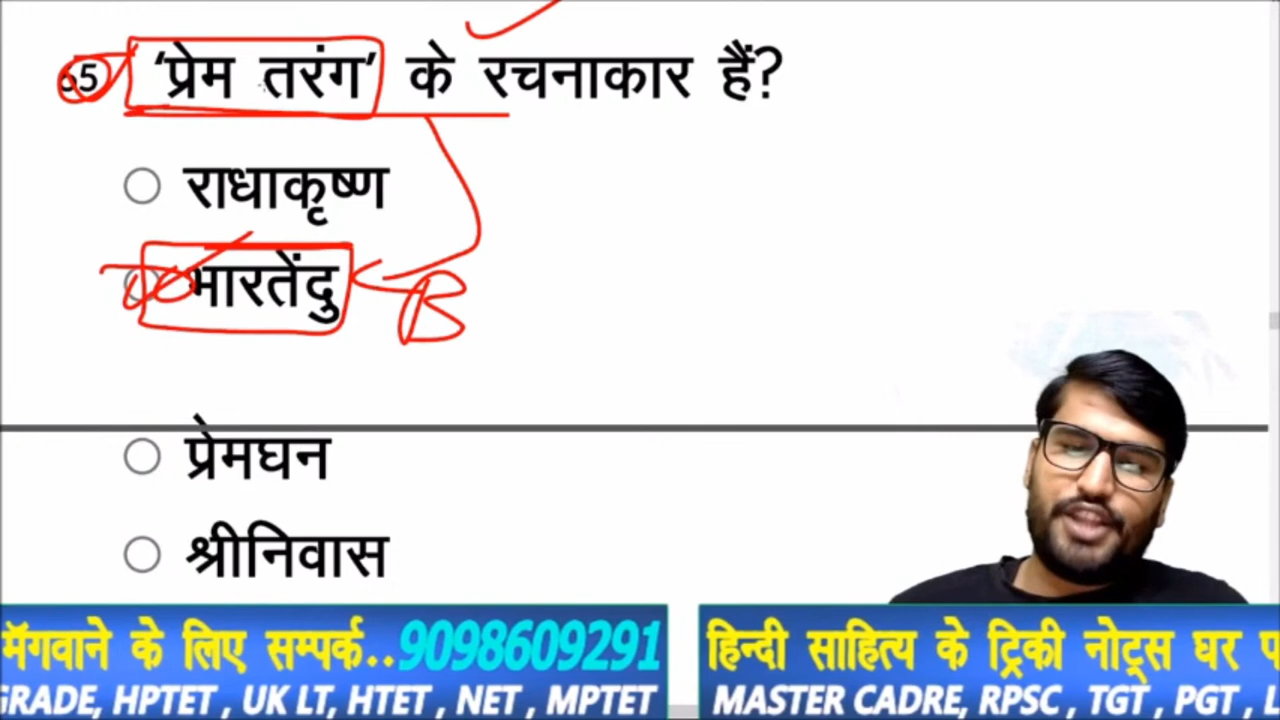 65 'प्रेम तरंग' के रचनाकार हैं?
राधाकृष्ण
भारतेंदु
B
प्रेमघन
श्रीनिवास
मॅगवाने के लिए सम्पर्क..9098609291
GRADE, HPTET , UK LT, HTET , NET , MPTET
हिन्दी साहित्य के ट्रिकी नोट्स घर प
MASTER CADRE, RPSC , TGT , PGT , L